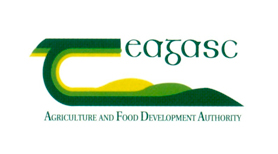 Teagasc
AGRICULTURE AND FOOD DEVELOPMENT AUTHORITY